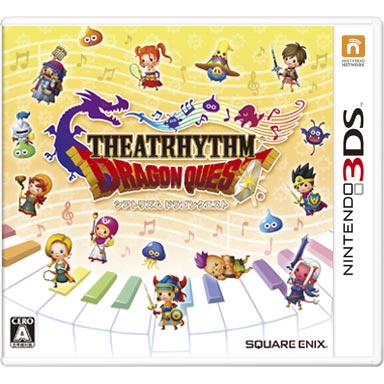 NINTENDO
NETWORK
NINTENDO 3DS
THEATRHYTHM
DRAGON QUEST
シアトリズム ドラゴンクエスト
CERO
A
SQUARE ENIX